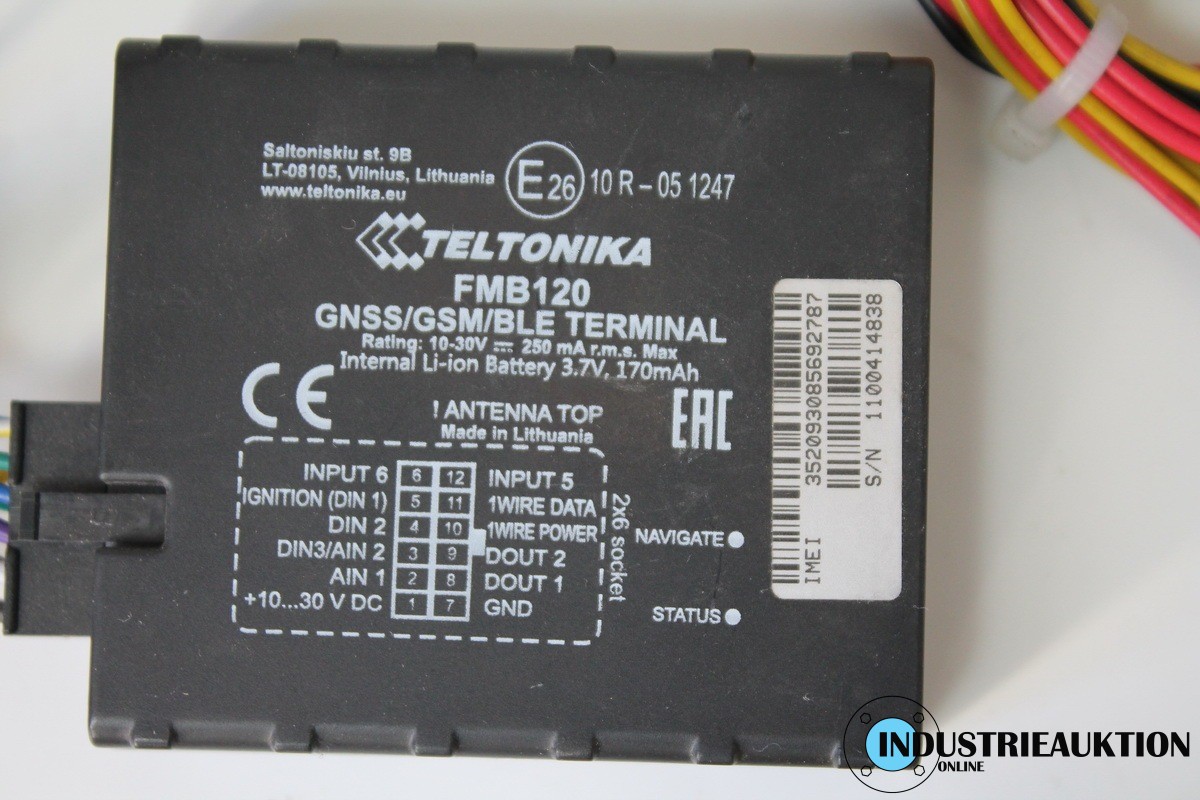 Saltoniskiu st. 9B
LT-08105, Vilnius, Lithuania
www.teltonika.eu
E26 10 R - 05 1247
TELTONIKA
FMB120
GNSS/GSM/BLE TERMINAL
Rating: 10-30V ⎓ 250 mA r.m.s. Max
Internal Li-ion Battery 3.7V, 170mAh
CE
! ANTENNA TOP
Made in Lithuania
EAC
INPUT 6 6 12 INPUT 5
IGNITION (DIN 1) 5 11 1WIRE DATA
DIN 2 4 10 1WIRE POWER
DIN3/AIN 2 3 9 DOUT 2
AIN 1 2 8 DOUT 1
+10...30 V DC 1 7 GND
2x6 socket
NAVIGATE
STATUS
IMEI 352093085692787
S/N 1100414838
INDUSTRIEAUKTION
ONLINE